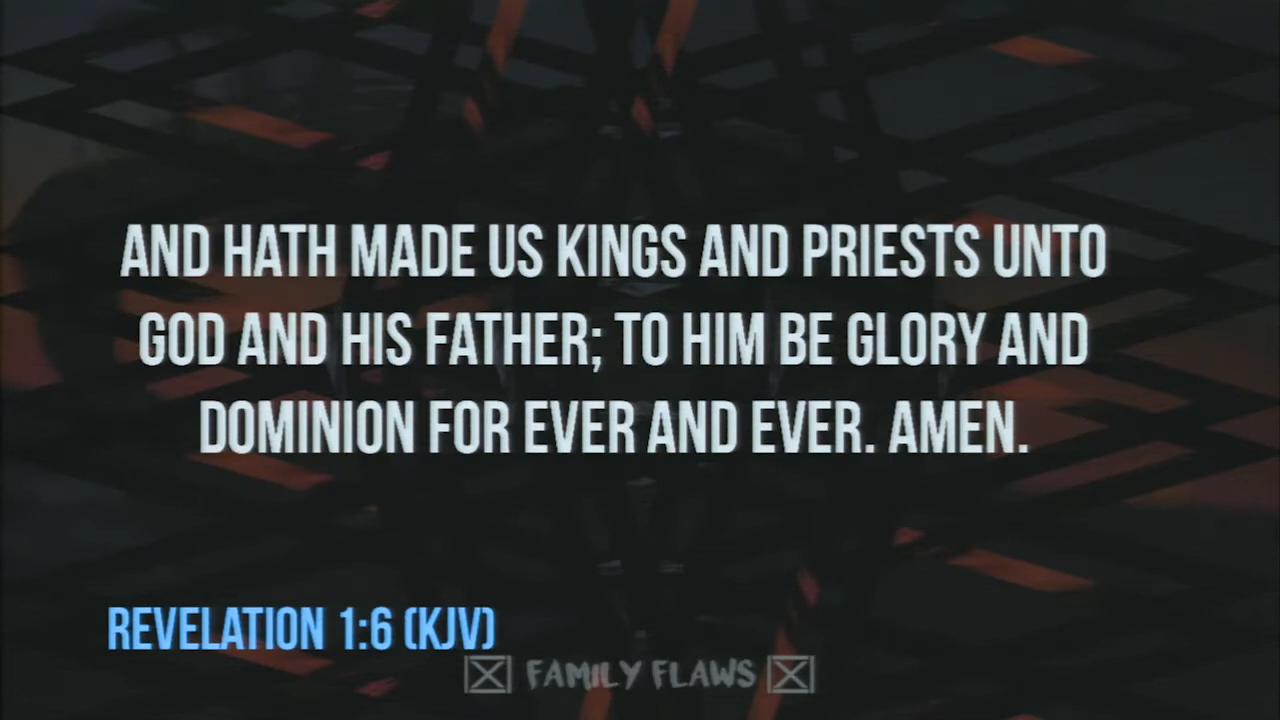 AND HATH MADE US KINGS AND PRIESTS UNTO
GOD AND HIS FATHER; TO HIM BE GLORY AND
DOMINION FOR EVER AND EVER. AMEN.
REVELATION 1:6 (KJV)
FAMILY FLAWS